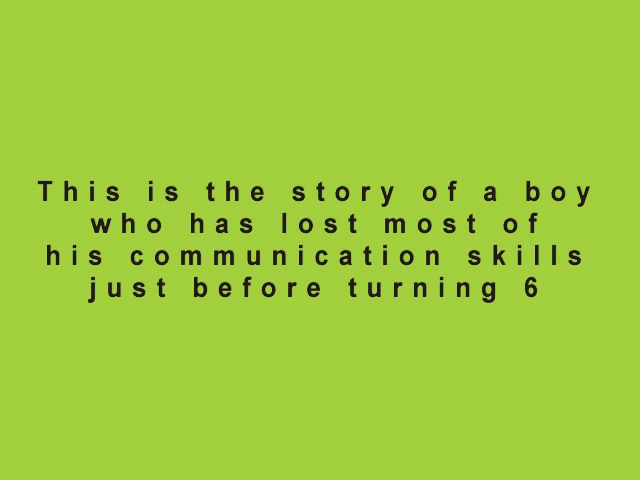 This is the story of a boy
who has lost most of
his communication skills
just before turning 6